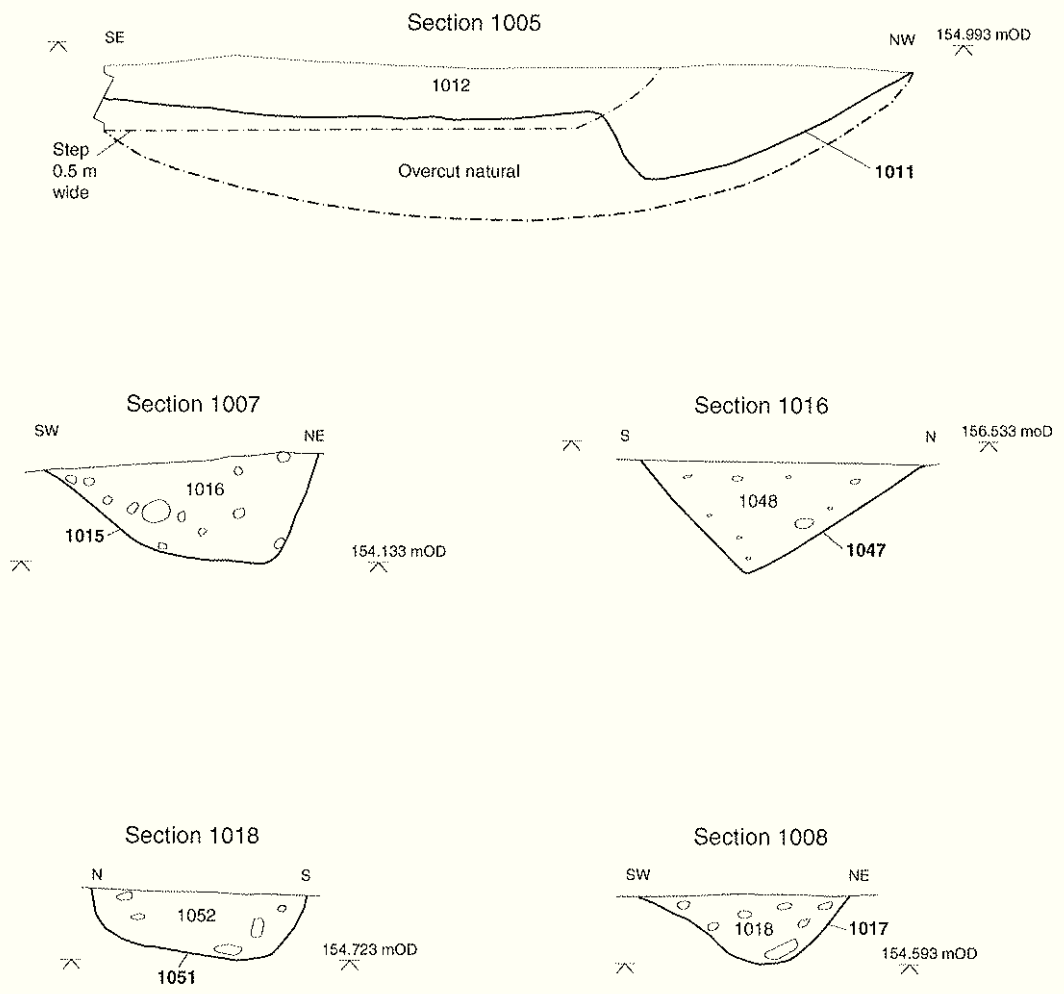 Section 1005
SE
NW
154.993 mOD
1012
Step
0.5 m
wide
Overcut natural
1011
Section 1007
SW
NE
1016
1015
154.133 mOD
Section 1016
S
N
156.533 moD
1048
1047
Section 1018
N
S
1052
154.723 mOD
1051
Section 1008
SW
NE
1018
1017
154.593 mOD